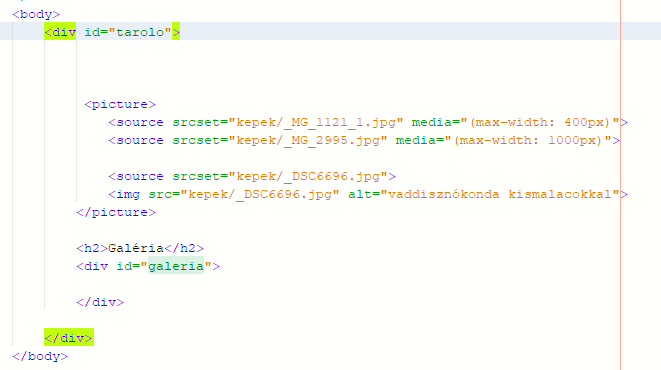 <body>
<div id="tarolo">
<picture>
<source srcset="kepek/_MG_1121_1.jpg" media="(max-width: 400px)">
<source srcset="kepek/_MG_2995.jpg" media="(max-width: 1000px)">
<source srcset="kepek/_DSC6696.jpg">
<img src="kepek/_DSC6696.jpg" alt="vaddisznókonda kismalacokkal">
</picture>
<h2>Galéria</h2>
<div id="galeria">
</div>
</div>
</body>